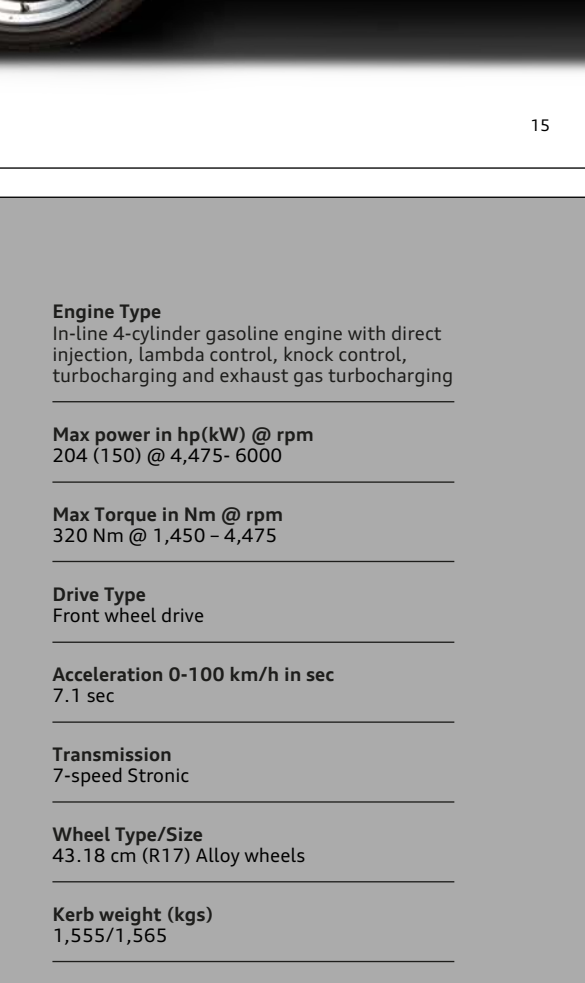 15
Engine Type
In-line 4-cylinder gasoline engine with direct
injection, lambda control, knock control,
turbocharging and exhaust gas turbocharging
Max power in hp(kW) @ rpm
204 (150) @ 4,475- 6000
Max Torque in Nm @ rpm
320 Nm @ 1,450 – 4,475
Drive Type
Front wheel drive
Acceleration 0-100 km/h in sec
7.1 sec
Transmission
7-speed Stronic
Wheel Type/Size
43.18 cm (R17) Alloy wheels
Kerb weight (kgs)
1,555/1,565